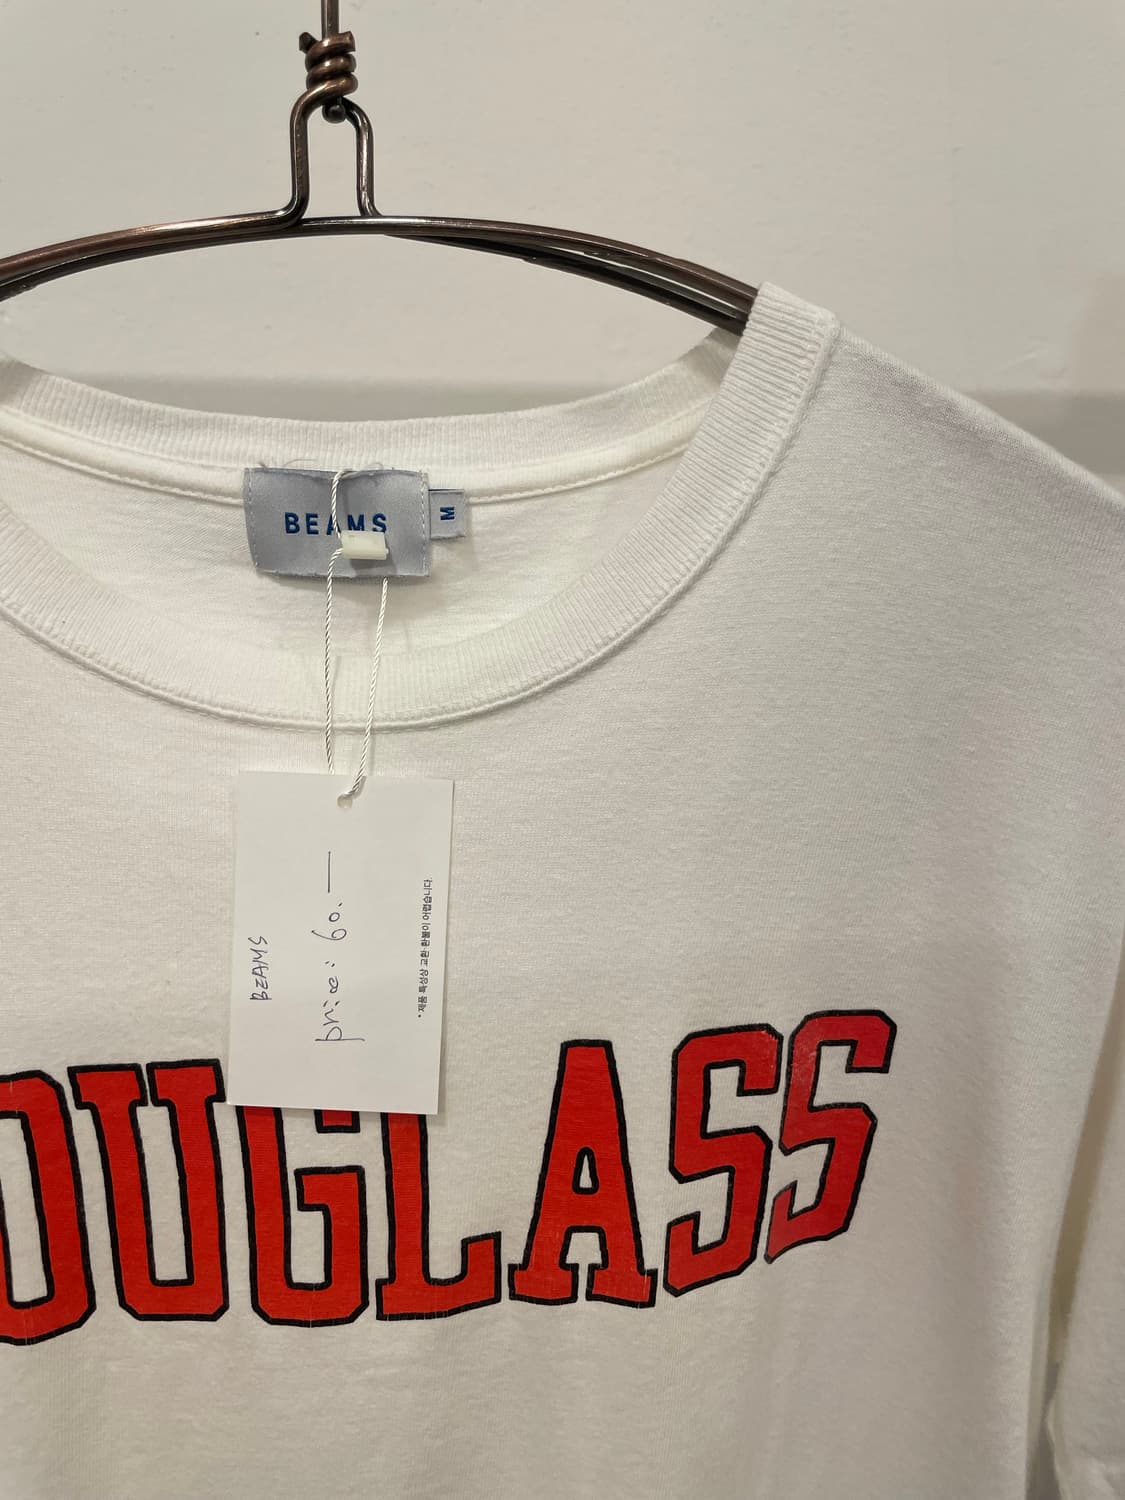 BEAMS
M
BEAMS
price: 60.—
* 제품 특성상 교환·환불이 어렵습니다.
OUGLASS